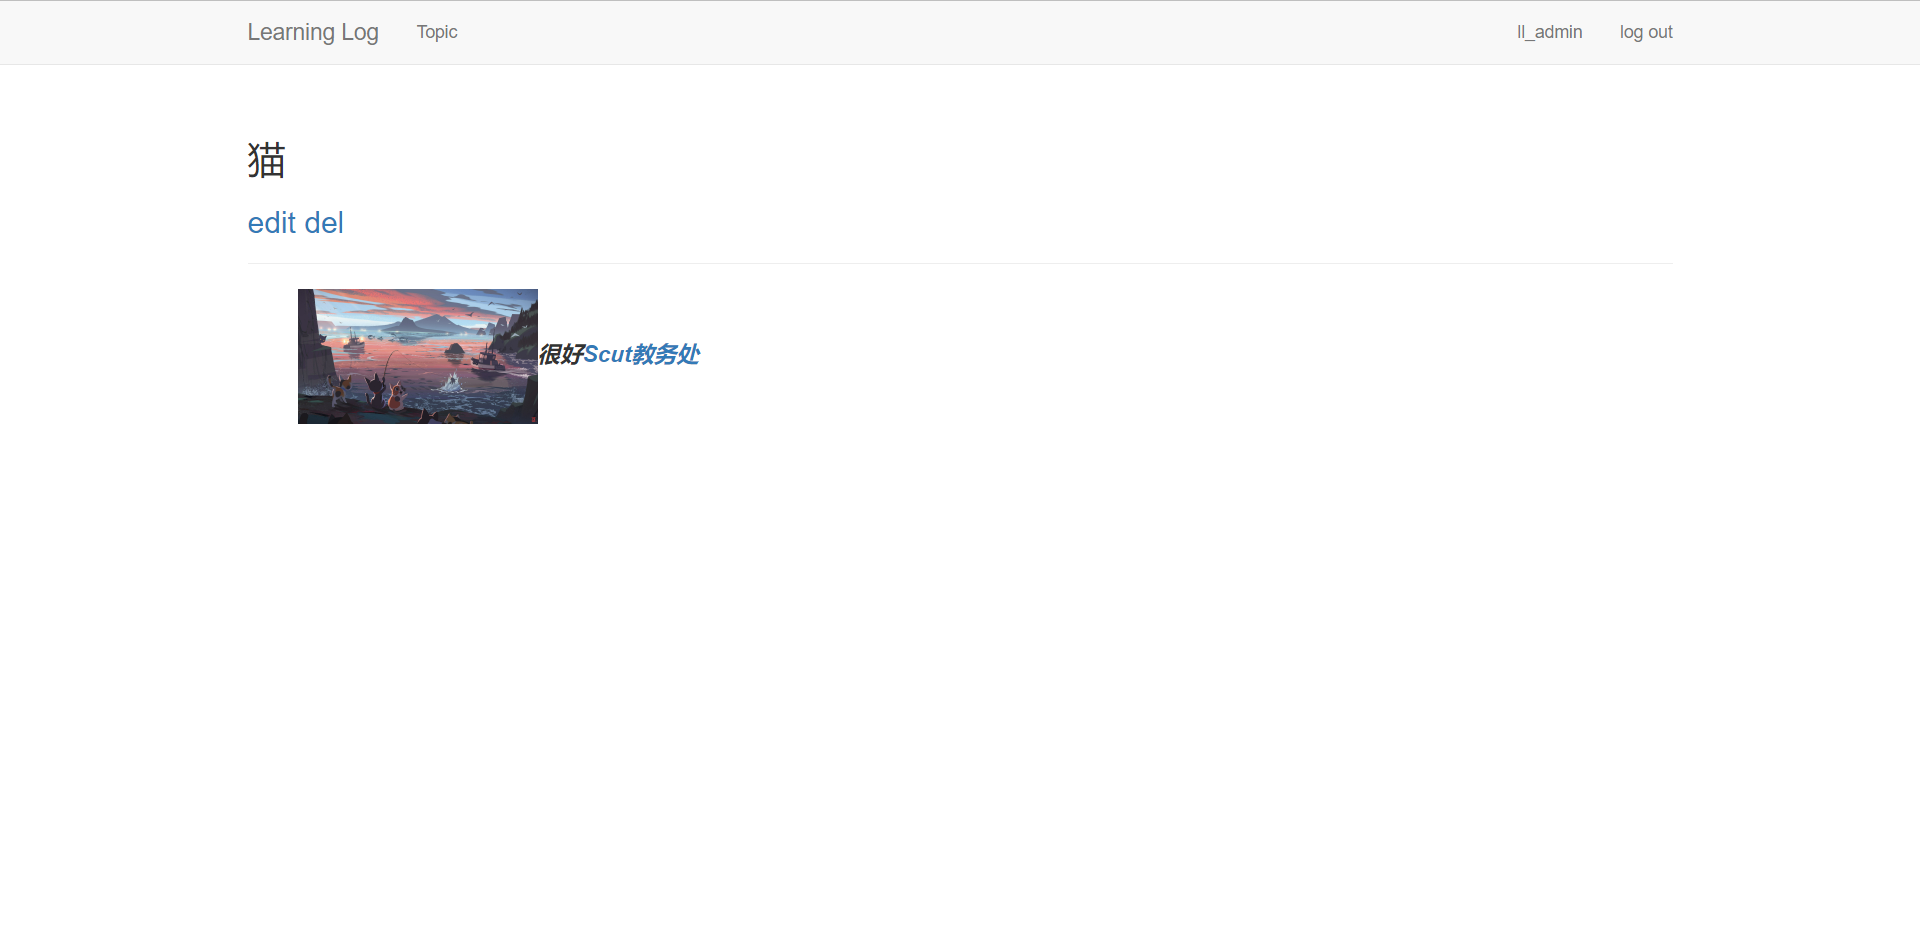 Learning Log Topic ll_admin log out
猫
edit del
很好Scut教务处